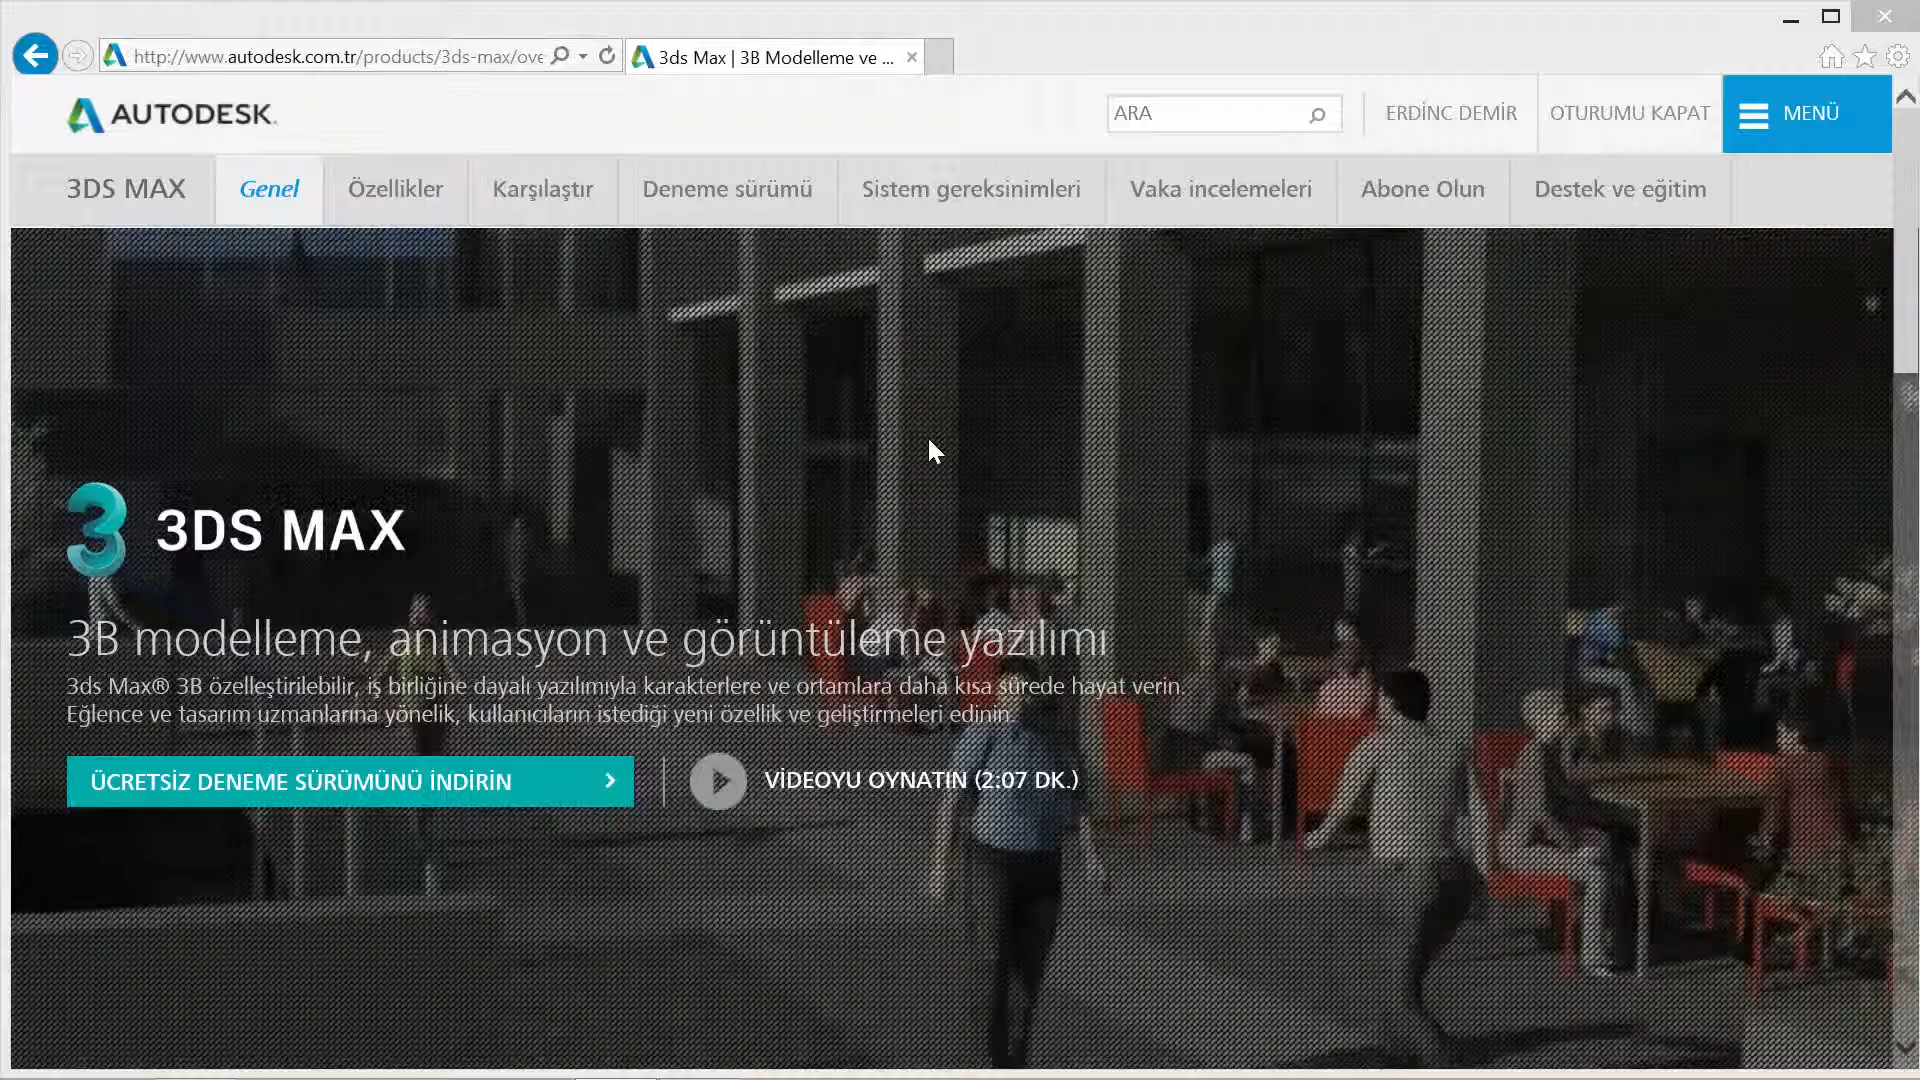 http://www.autodesk.com.tr/products/3ds-max/ove
3ds Max | 3B Modelleme ve ...
AUTODESK.
ARA
ERDİNC DEMIR
OTURUMU KAPAT
MENÜ
3DS MAX
Genel
Özellikler
Karşılaştır
Deneme sürümü
Sistem gereksinimleri
Vaka incelemeleri
Abone Olun
Destek ve eğitim
3 3DS MAX
3B modelleme, animasyon ve görüntüleme yazılımı
3ds Max® 3B özelleştirilebilir, iş birliğine dayalı yazılımıyla karakterlere ve ortamlara daha kısa sürede hayat verin.
Eğlence ve tasarım uzmanlarına yönelik, kullanıcıların istediği yeni özellik ve geliştirmeleri edinin.
ÜCRETSİZ DENEME SÜRÜMÜNÜ İNDİRİN
VİDEOYU OYNATIN (2:07 DK.)